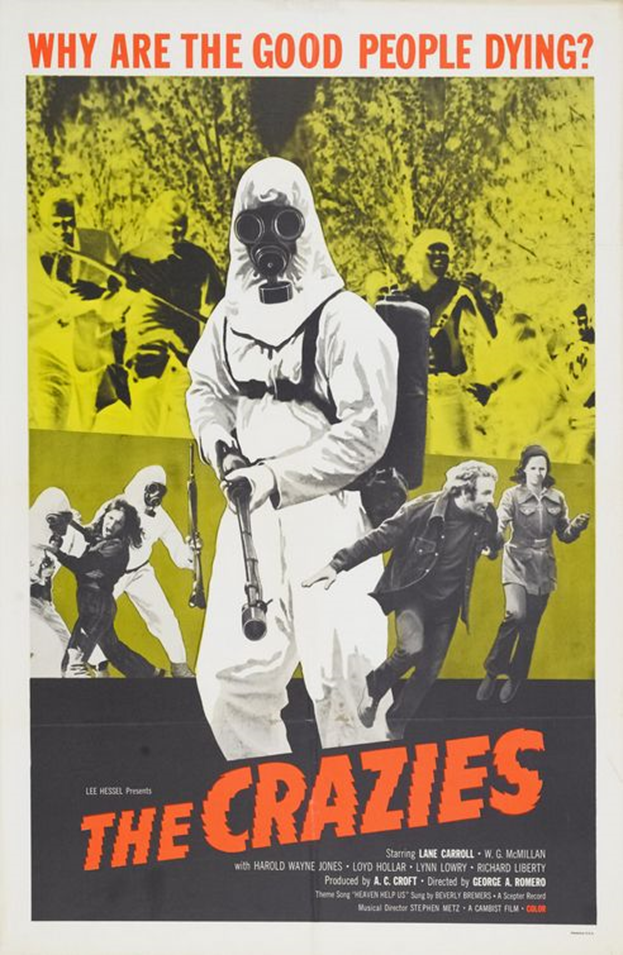 WHY ARE THE GOOD PEOPLE DYING?
LEE HESSEL Presents
THE CRAZIES
Starring LANE CARROLL • W. G. McMILLAN
with HAROLD WAYNE JONES • LOYD HOLLAR • LYNN LOWRY • RICHARD LIBERTY
Produced by A. C. CROFT • Directed by GEORGE A. ROMERO
Theme Song "HEAVEN HELP US" Sung by BEVERLY BREMERS • A Scepter Record
Musical Director STEPHEN METZ • A CAMBIST FILM • COLOR